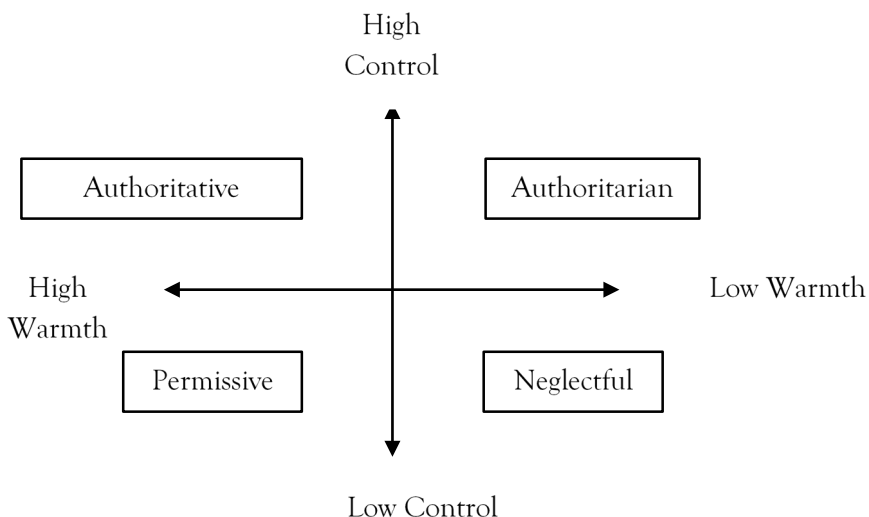 High
Control
Authoritative
Authoritarian
High
Warmth
Low Warmth
Permissive
Neglectful
Low Control